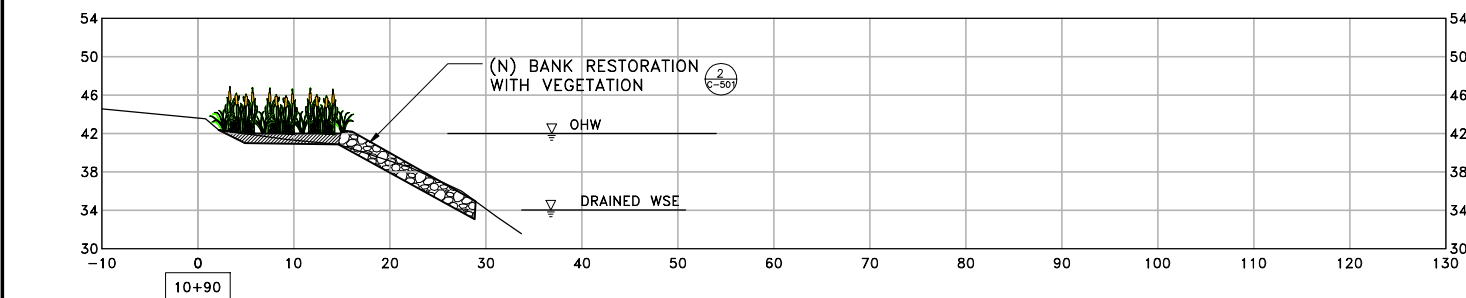 54 54
50 50
(N) BANK RESTORATION
WITH VEGETATION
2
C-501
46 46
OHW
42 42
38 38
DRAINED WSE
34 34
30 30
-10 0 10 20 30 40 50 60 70 80 90 100 110 120 130
10+90